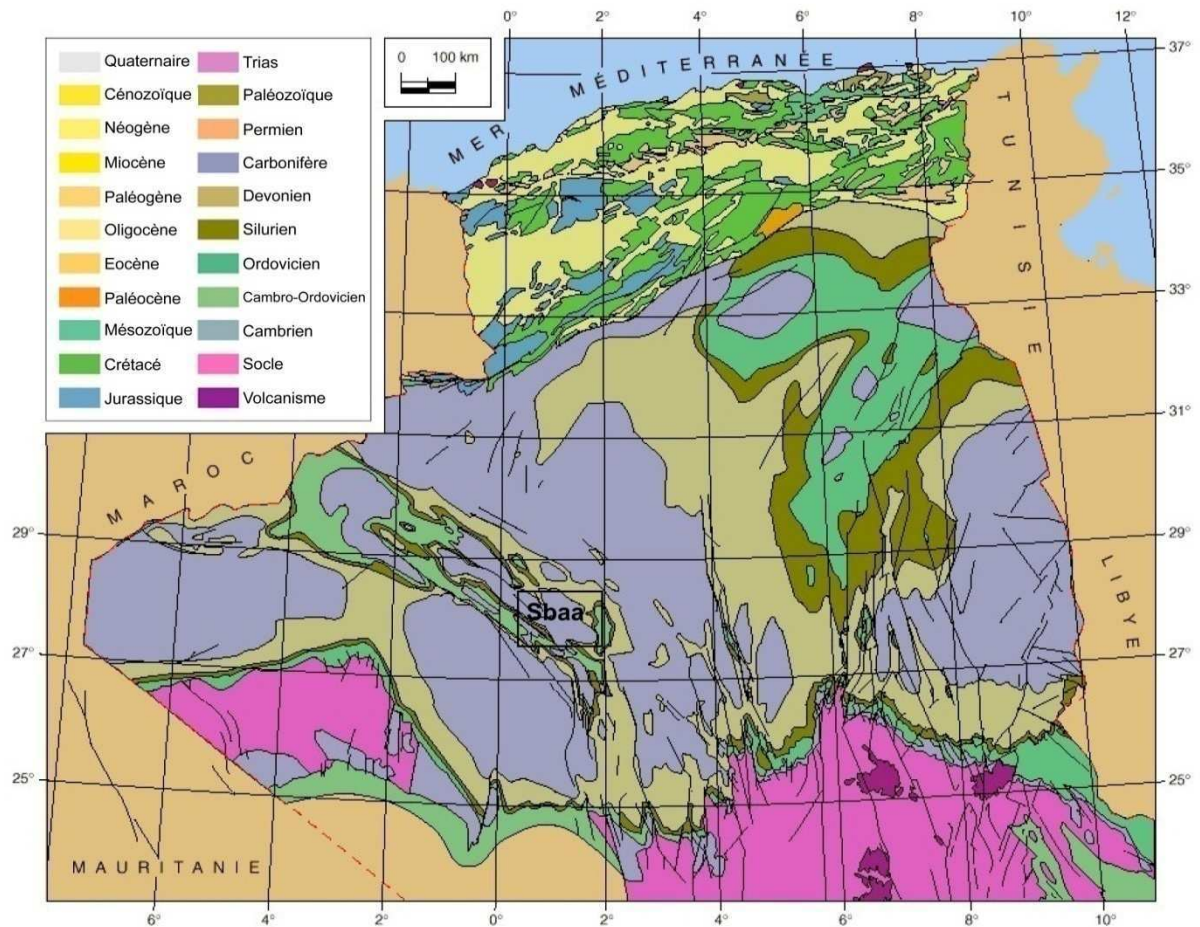 0° 2° 4° 6° 8° 10° 12°
Quaternaire
Cénozoïque
Néogène
Miocène
Paléogène
Oligocène
Eocène
Paléocène
Mésozoïque
Crétacé
Jurassique
Trias
Paléozoïque
Permien
Carbonifère
Devonien
Silurien
Ordovicien
Cambro-Ordovicien
Cambrien
Socle
Volcanisme
0 100 km
MER MÉDITERRANÉE
TUNISIE
MAROC
LIBYE
MAURITANIE
Sbaa
37°
35°
33°
31°
29°
27°
25°
29°
27°
25°
6° 4° 2° 0° 2° 4° 6° 8° 10°